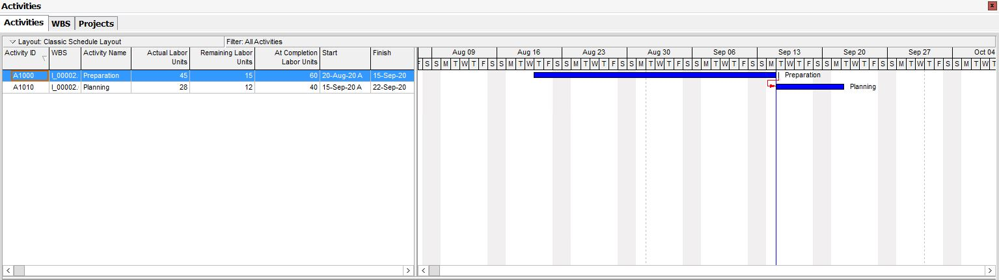 Activities
Activities WBS Projects
Layout: Classic Schedule Layout Filter: All Activities
Activity ID WBS Activity Name Actual Labor Units Remaining Labor Units At Completion Labor Units Start Finish
Aug 09 Aug 16 Aug 23 Aug 30 Sep 06 Sep 13 Sep 20 Sep 27 Oct 04
F S S M T W T F S S M T W T F S S M T W T F S S M T W T F S S M T W T F S S M T W T F S S M T W T F S S M T W T F S S M T W T
A1000 I_00002. Preparation 45 15 60 20-Aug-20 A 15-Sep-20 Preparation
A1010 I_00002. Planning 28 12 40 15-Sep-20 A 22-Sep-20 Planning